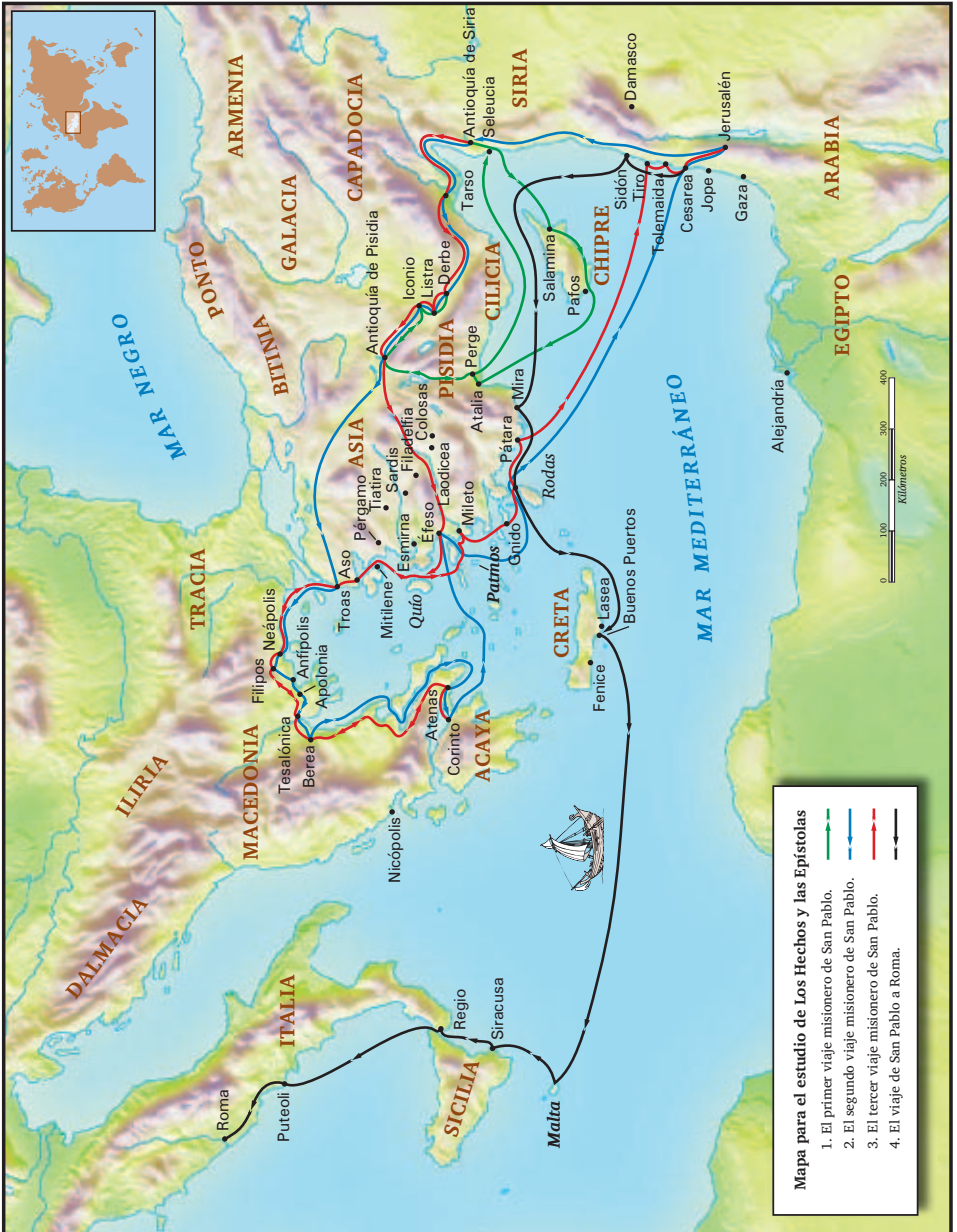 MAR NEGRO
ARMENIA
PONTO
GALACIA
CAPADOCIA
BITINIA
TRACIA
ILIRIA
DALMACIA
MACEDONIA
ITALIA
Roma
Puteoli
Regio
SICILIA
Siracusa
Malta
Nicópolis
Tesalónica
Berea
Filipos
Neápolis
Anfípolis
Apolonia
Atenas
Corinto
ACAYA
Troas
Aso
Mitilene
Quío
ASIA
Pérgamo
Tiatira
Sardis
Filadelfia
Esmirna
Éfeso
Laodicea
Colosas
Mileto
Patmos
Gnido
Rodas
Pátara
Mira
Atalia
Perge
PISIDIA
Antioquía de Pisidia
Iconio
Listra
Derbe
CILICIA
Tarso
Antioquía de Siria
Seleucia
SIRIA
Salamina
CHIPRE
Pafos
Damasco
Sidón
Tiro
Tolemaida
Cesarea
Jope
Jerusalén
Gaza
ARABIA
EGIPTO
Alejandría
CRETA
Lasea
Buenos Puertos
Fenice
MAR MEDITERRÁNEO
0 100 200 300 400
Kilómetros
Mapa para el estudio de Los Hechos y las Epístolas
1. El primer viaje misionero de San Pablo.
2. El segundo viaje misionero de San Pablo.
3. El tercer viaje misionero de San Pablo.
4. El viaje de San Pablo a Roma.